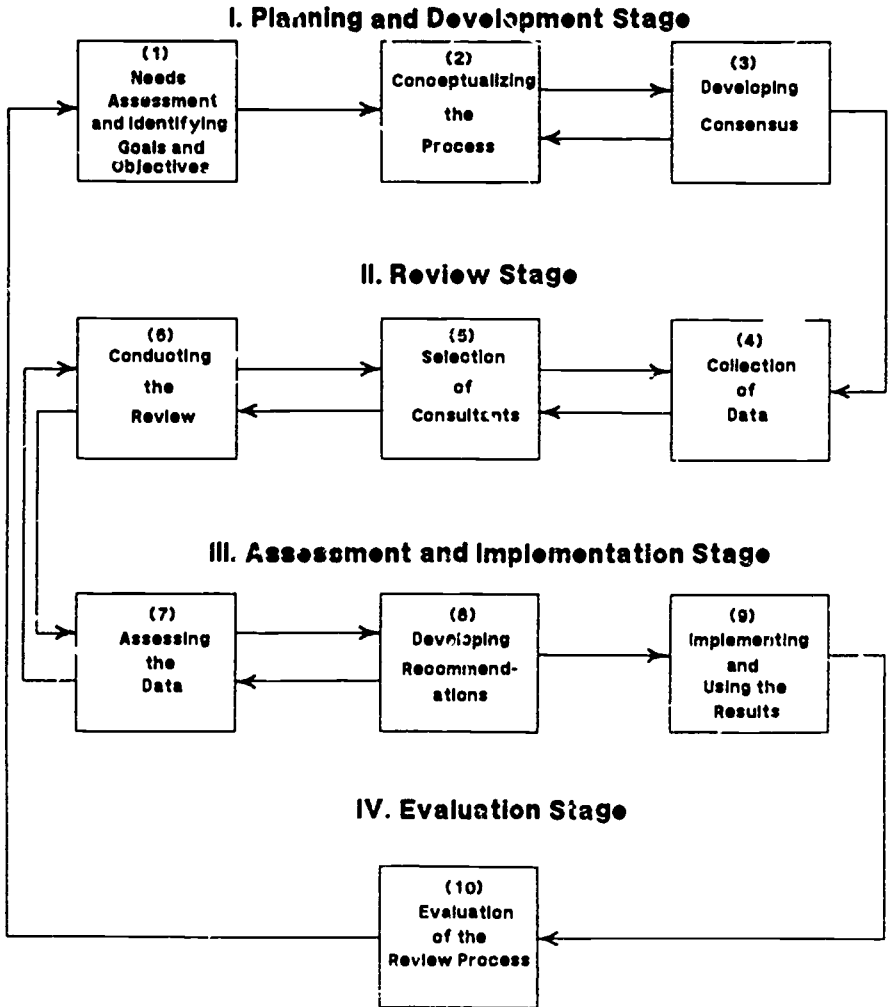 I. Planning and Development Stage
(1)
Needs
Assessment
and Identifying
Goals and
Objectives
(2)
Conceptualizing
the
Process
(3)
Developing
Consensus
II. Review Stage
(6)
Conducting
the
Review
(5)
Selection
of
Consultants
(4)
Collection
of
Data
III. Assessment and Implementation Stage
(7)
Assessing
the
Data
(8)
Developing
Recommend-
ations
(9)
Implementing
and
Using the
Results
IV. Evaluation Stage
(10)
Evaluation
of the
Review Process